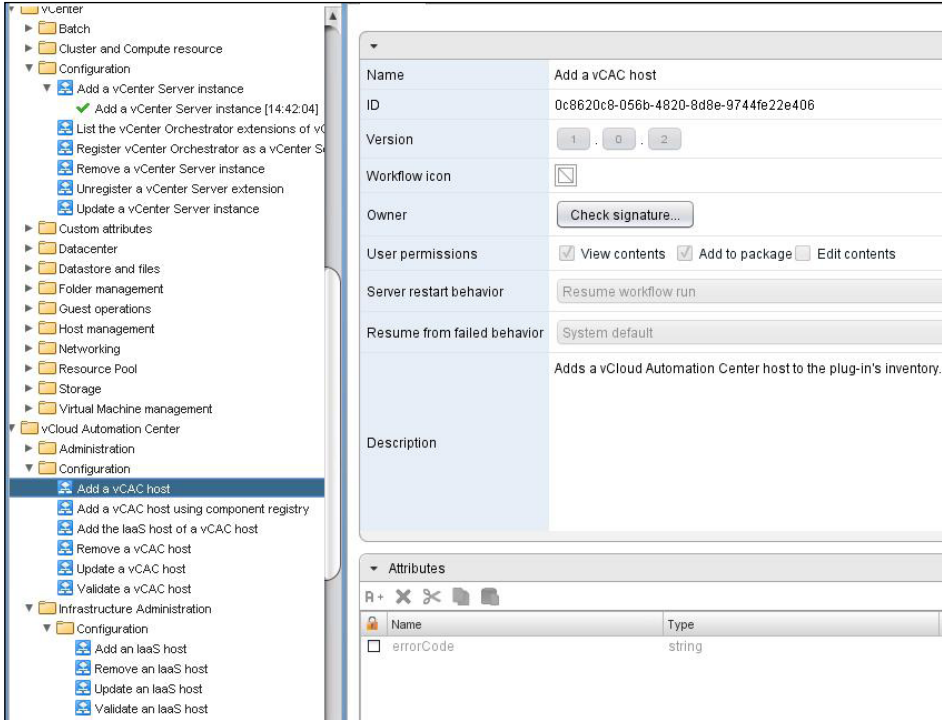 vCenter
Batch
Cluster and Compute resource
Configuration
Add a vCenter Server instance
Add a vCenter Server instance [14:42:04]
List the vCenter Orchestrator extensions of vC
Register vCenter Orchestrator as a vCenter S
Remove a vCenter Server instance
Unregister a vCenter Server extension
Update a vCenter Server instance
Custom attributes
Datacenter
Datastore and files
Folder management
Guest operations
Host management
Networking
Resource Pool
Storage
Virtual Machine management
vCloud Automation Center
Administration
Configuration
Add a vCAC host
Add a vCAC host using component registry
Add the IaaS host of a vCAC host
Remove a vCAC host
Update a vCAC host
Validate a vCAC host
Infrastructure Administration
Configuration
Add an IaaS host
Remove an IaaS host
Update an IaaS host
Validate an IaaS host
Name Add a vCAC host
ID 0c8620c8-056b-4820-8d8e-9744fe22e406
Version 1 . 0 . 2
Workflow icon
Owner Check signature...
User permissions View contents Add to package Edit contents
Server restart behavior Resume workflow run
Resume from failed behavior System default
Description Adds a vCloud Automation Center host to the plug-in's inventory.
Attributes
A+
Name Type
errorCode string